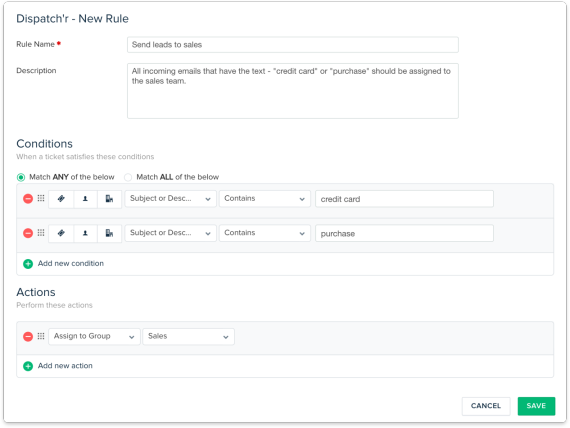 Dispatch'r - New Rule
Rule Name
Send leads to sales
Description
All incoming emails that have the text - "credit card" or "purchase" should be assigned to
the sales team.
Conditions
When a ticket satisfies these conditions
Match ANY of the below Match ALL of the below
Subject or Desc... Contains credit card
Subject or Desc... Contains purchase
Add new condition
Actions
Perform these actions
Assign to Group Sales
Add new action
CANCEL SAVE